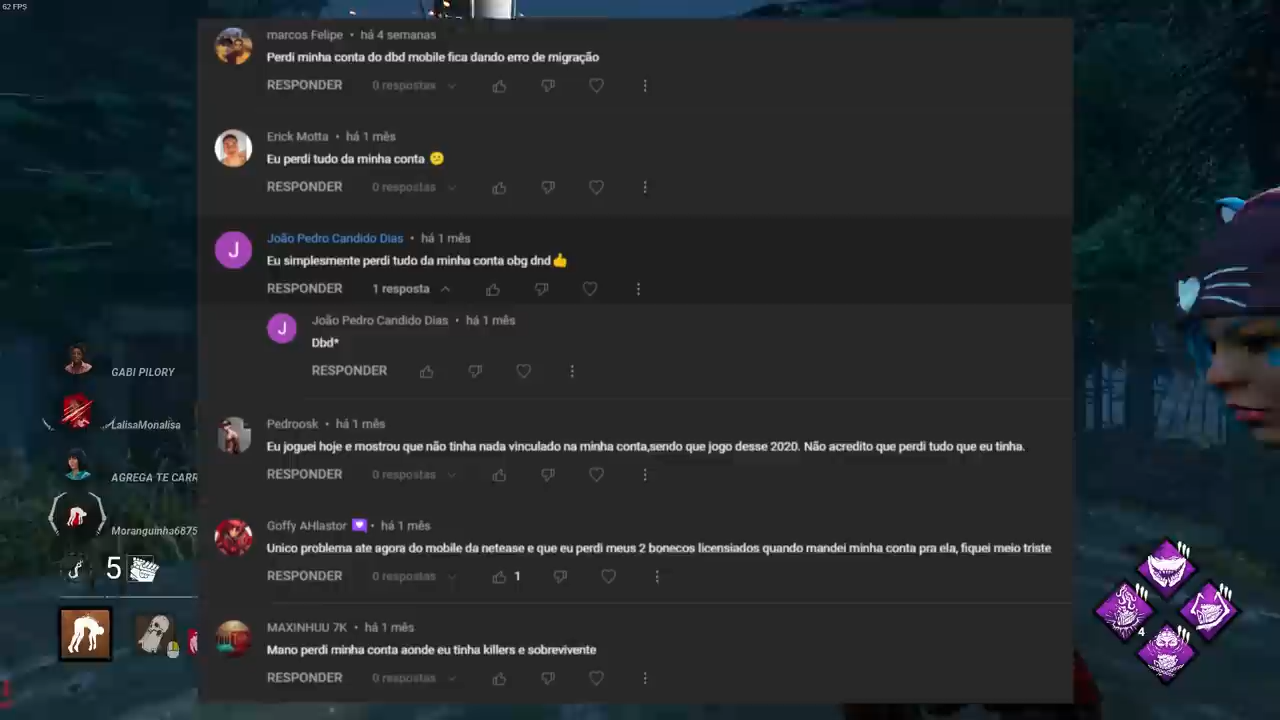 62 FPS
marcos Felipe • há 4 semanas
Perdi minha conta do dbd mobile fica dando erro de migração
RESPONDER 0 respostas
Erick Motta • há 1 mês
Eu perdi tudo da minha conta 😕
RESPONDER 0 respostas
J
João Pedro Candido Dias • há 1 mês
Eu simplesmente perdi tudo da minha conta obg dnd👍
RESPONDER 1 resposta
J
João Pedro Candido Dias • há 1 mês
Dbd*
RESPONDER
GABI PILORY
LalisaMonalisa
Pedroosk • há 1 mês
Eu joguei hoje e mostrou que não tinha nada vinculado na minha conta,sendo que jogo desse 2020. Não acredito que perdi tudo que eu tinha.
RESPONDER 0 respostas
AGREGA TE CARR
Moranguinha6875
Goffy AHlastor • há 1 mês
Unico problema ate agora do mobile da netease e que eu perdi meus 2 bonecos licensiados quando mandei minha conta pra ela, fiquei meio triste
RESPONDER 0 respostas 1
5
MAXINHUU 7K • há 1 mês
Mano perdi minha conta aonde eu tinha killers e sobrevivente
RESPONDER 0 respostas
4